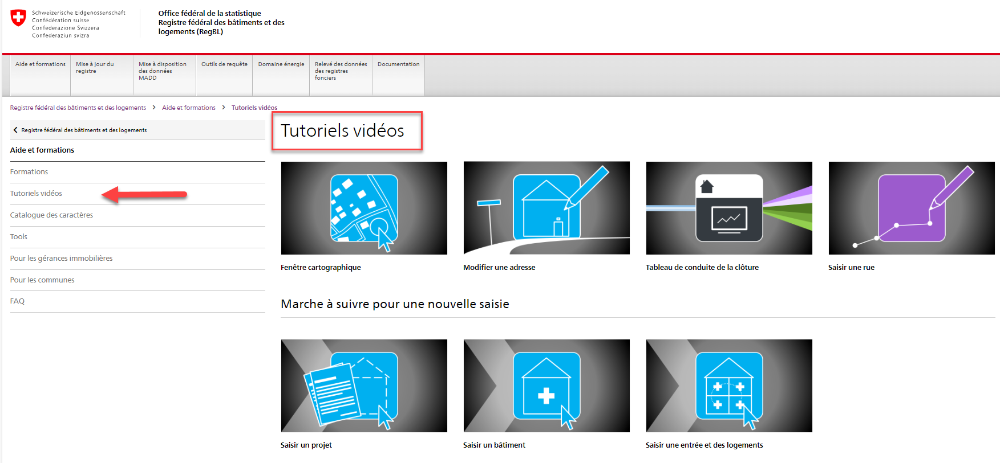 Schweizerische Eidgenossenschaft
Confédération suisse
Confederazione Svizzera
Confederaziun svizra
Office fédéral de la statistique
Registre fédéral des bâtiments et des
logements (RegBL)
Aide et formations
Mise à jour du
registre
Mise à disposition
des données
MADD
Outils de requête
Domaine énergie
Relevé des données
des registres
fonciers
Documentation
Registre fédéral des bâtiments et des logements > Aide et formations > Tutoriels vidéos
Registre fédéral des bâtiments et des logements
Aide et formations
Formations
Tutoriels vidéos
Catalogue des caractères
Tools
Pour les gérances immobilières
Pour les communes
FAQ
Tutoriels vidéos
Fenêtre cartographique
Modifier une adresse
Tableau de conduite de la clôture
Saisir une rue
Marche à suivre pour une nouvelle saisie
Saisir un projet
Saisir un bâtiment
Saisir une entrée et des logements